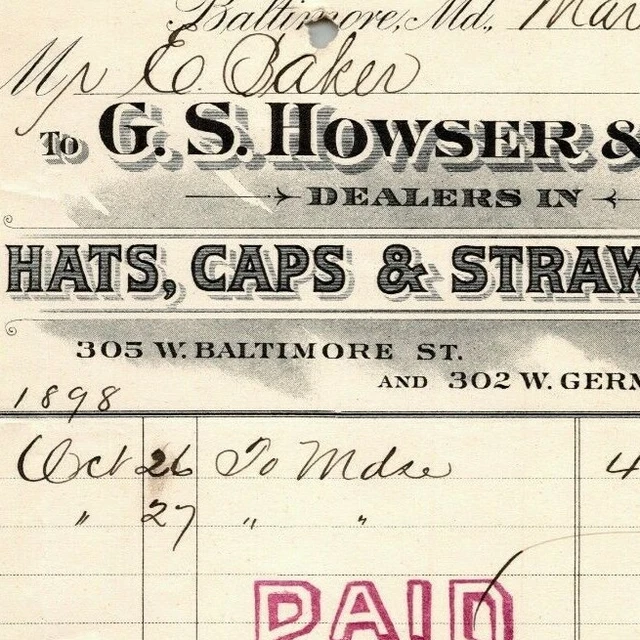 Baltimore, Md., Mar
Mr E. Baker
To G. S. HOWSER &
DEALERS IN
HATS, CAPS & STRAW
305 W. BALTIMORE ST.
AND 302 W. GERM
1898
Oct 26 To Mdse 4
" 27 " "
PAID